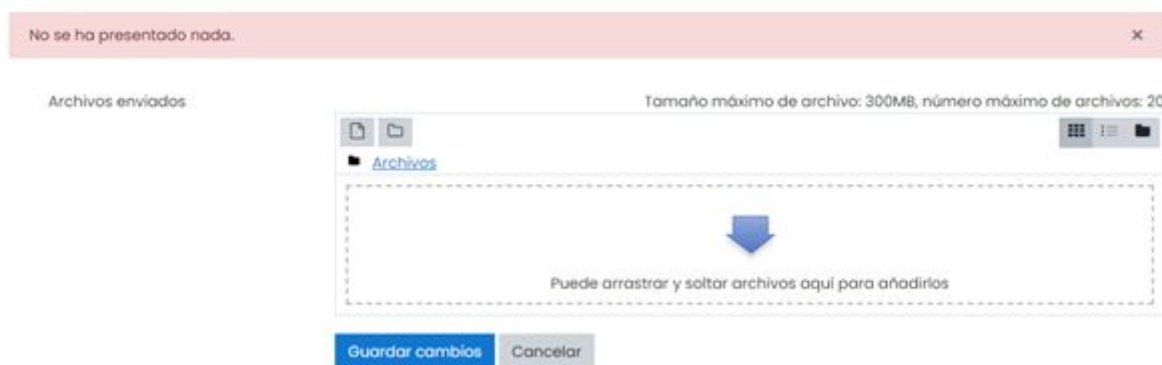 No se ha presentado nada.
Archivos enviados
Tamaño máximo de archivo: 300MB, número máximo de archivos: 20
Archivos
Puede arrastrar y soltar archivos aquí para añadirlos
Guardar cambios Cancelar